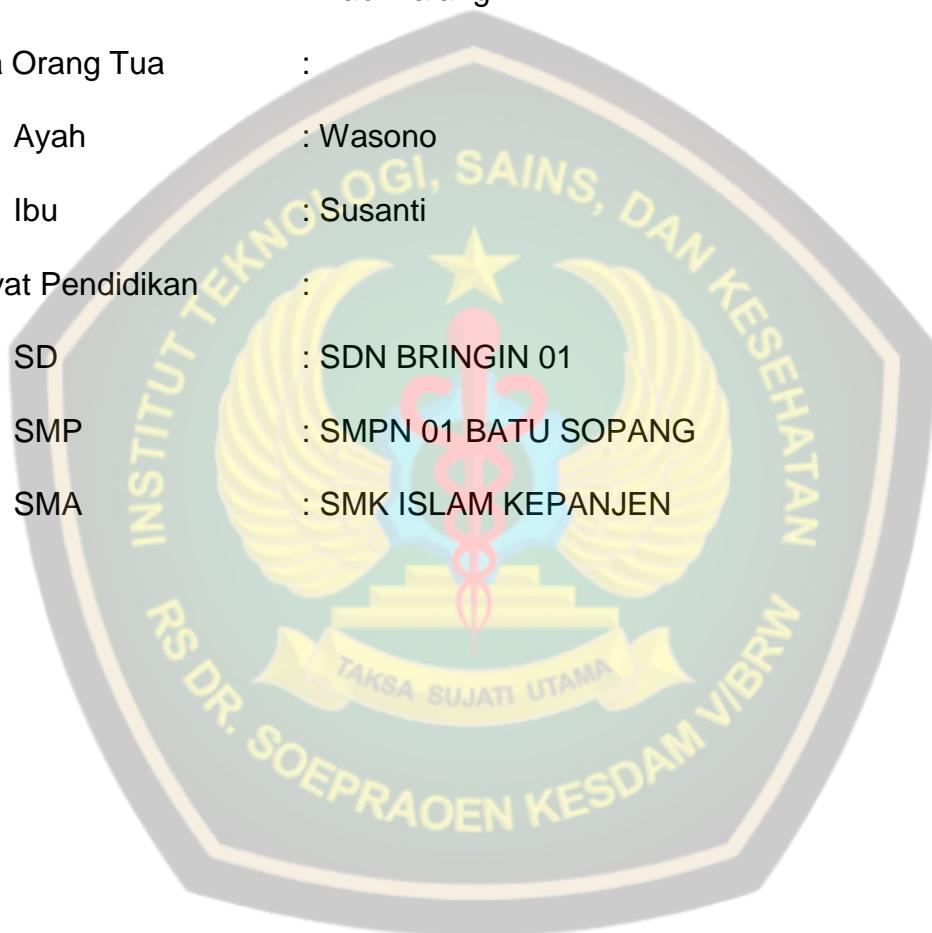 a Orang Tua :
Ayah : Wasono
Ibu : Susanti
yat Pendidikan :
SD : SDN BRINGIN 01
SMP : SMPN 01 BATU SOPANG
SMA : SMK ISLAM KEPANJEN
INSTITUT TEKNOLOGI, SAINS, DAN KESEHATAN
TAKSA SUJATI UTAMA
RS DR. SOEPRAOEN KESDAM V/BRW